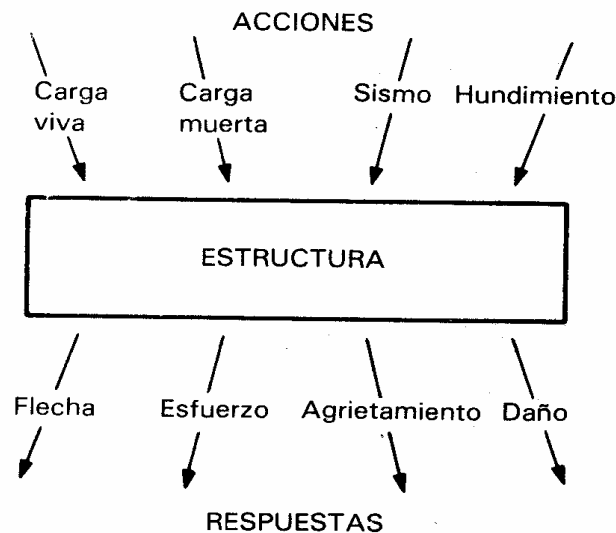 ACCIONES
Carga viva
Carga muerta
Sismo
Hundimiento
ESTRUCTURA
Flecha
Esfuerzo
Agrietamiento
Daño
RESPUESTAS